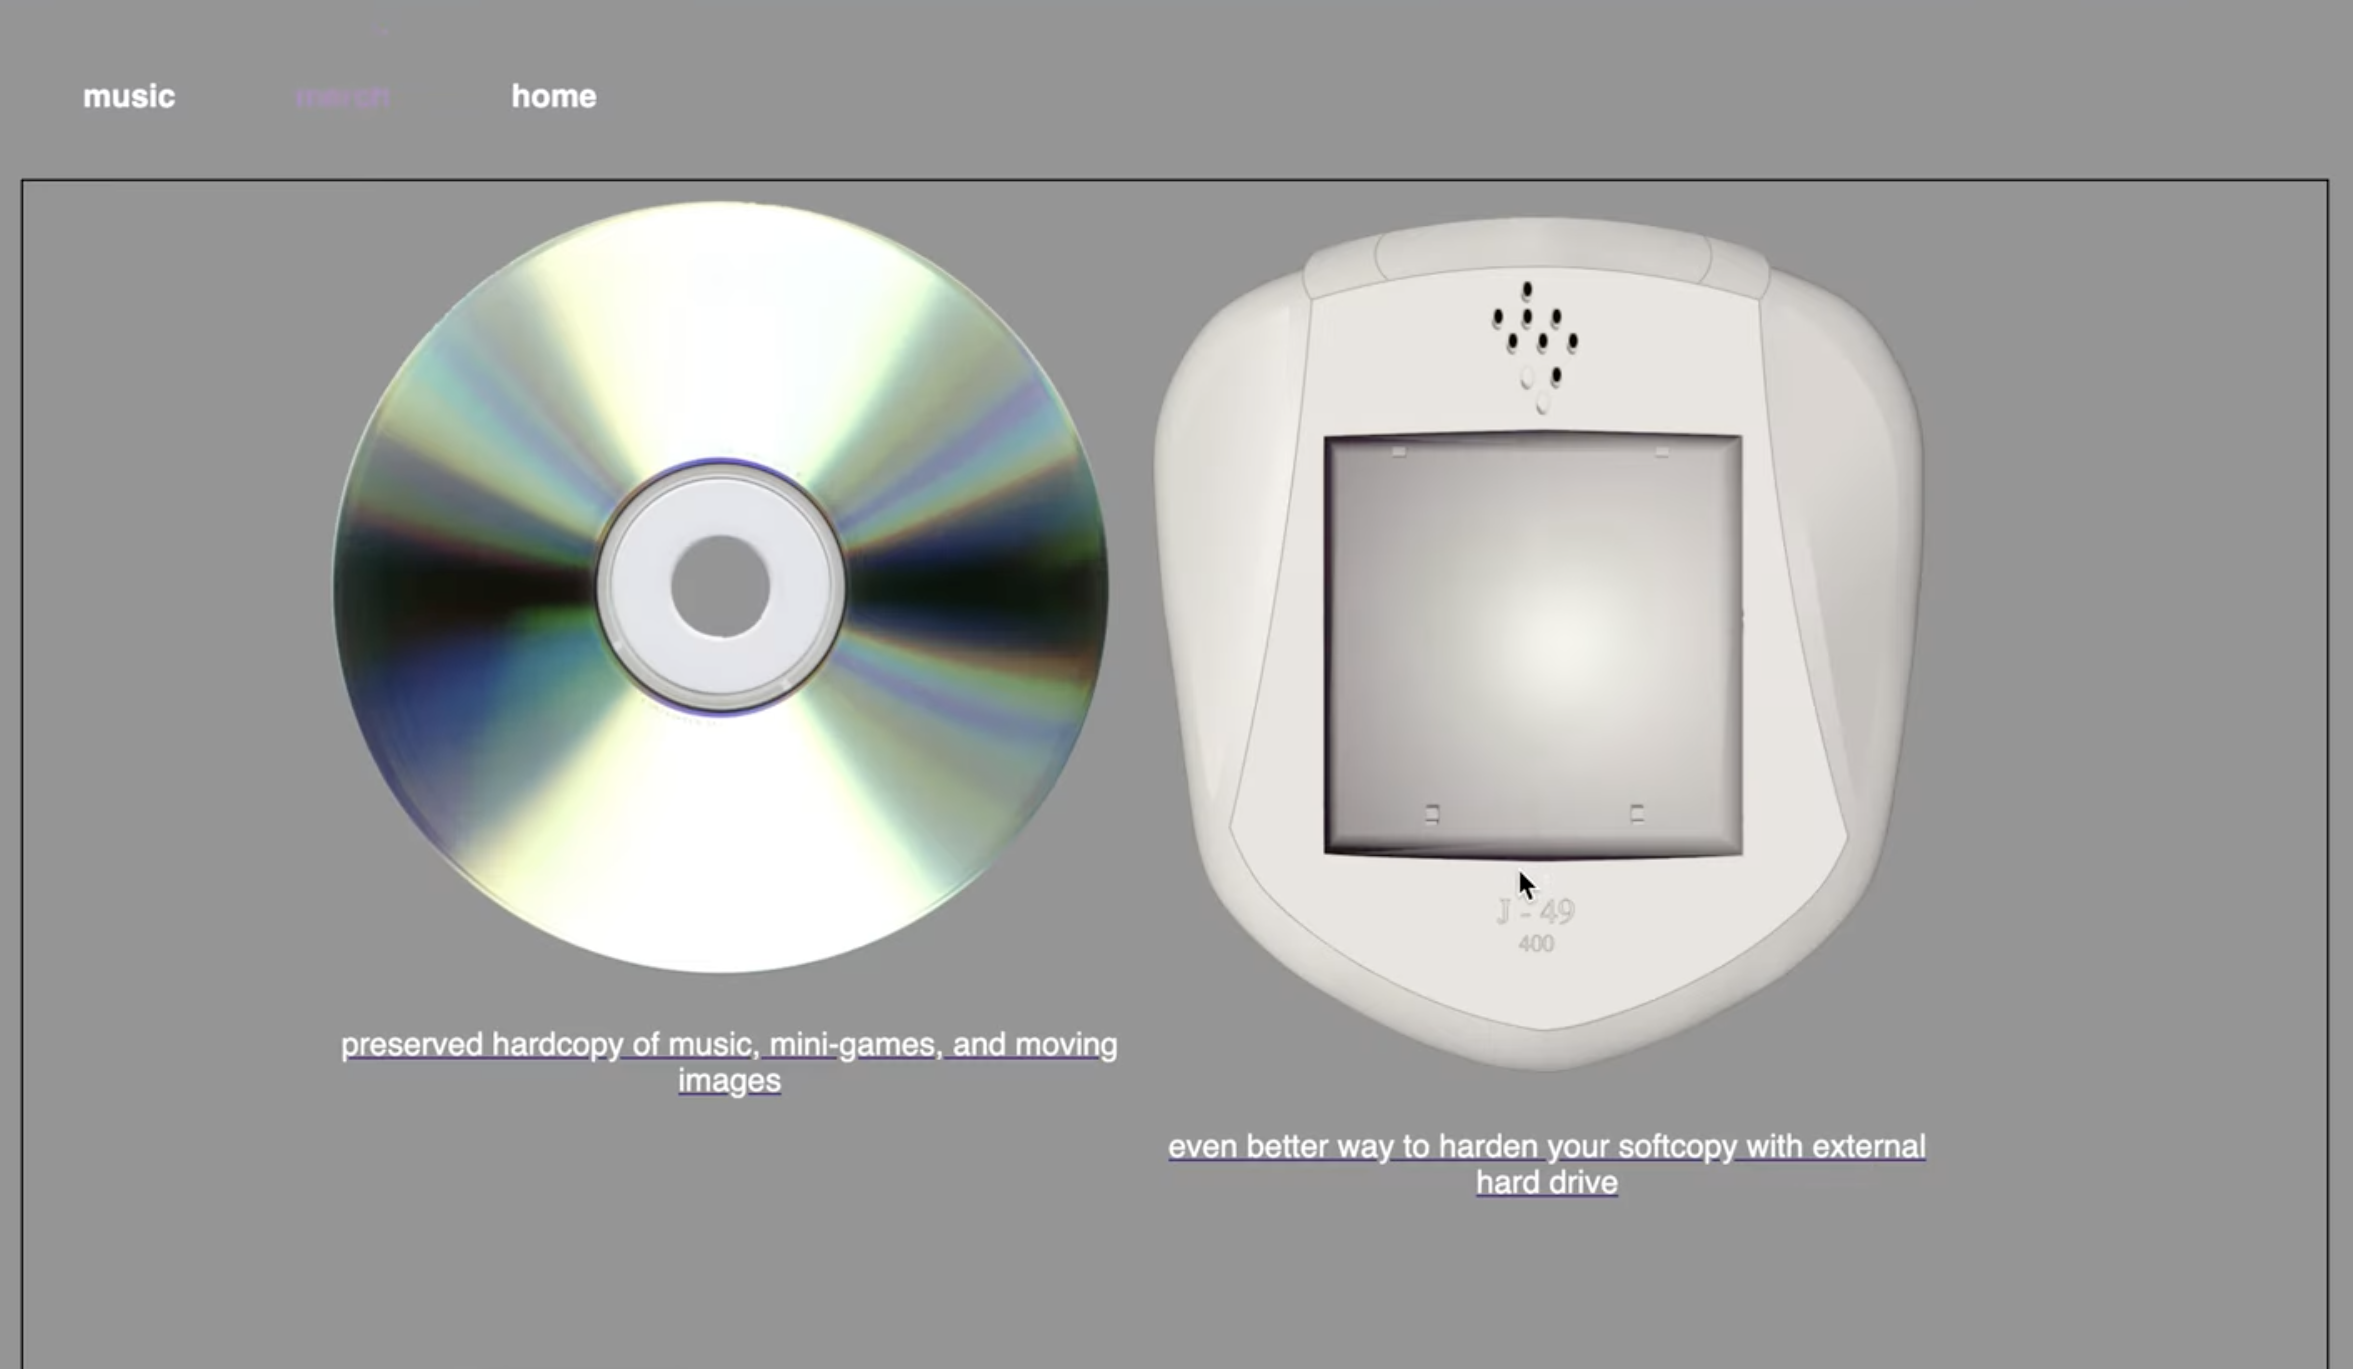 music merch home
J - 49
400
preserved hardcopy of music, mini-games, and moving
images
even better way to harden your softcopy with external
hard drive